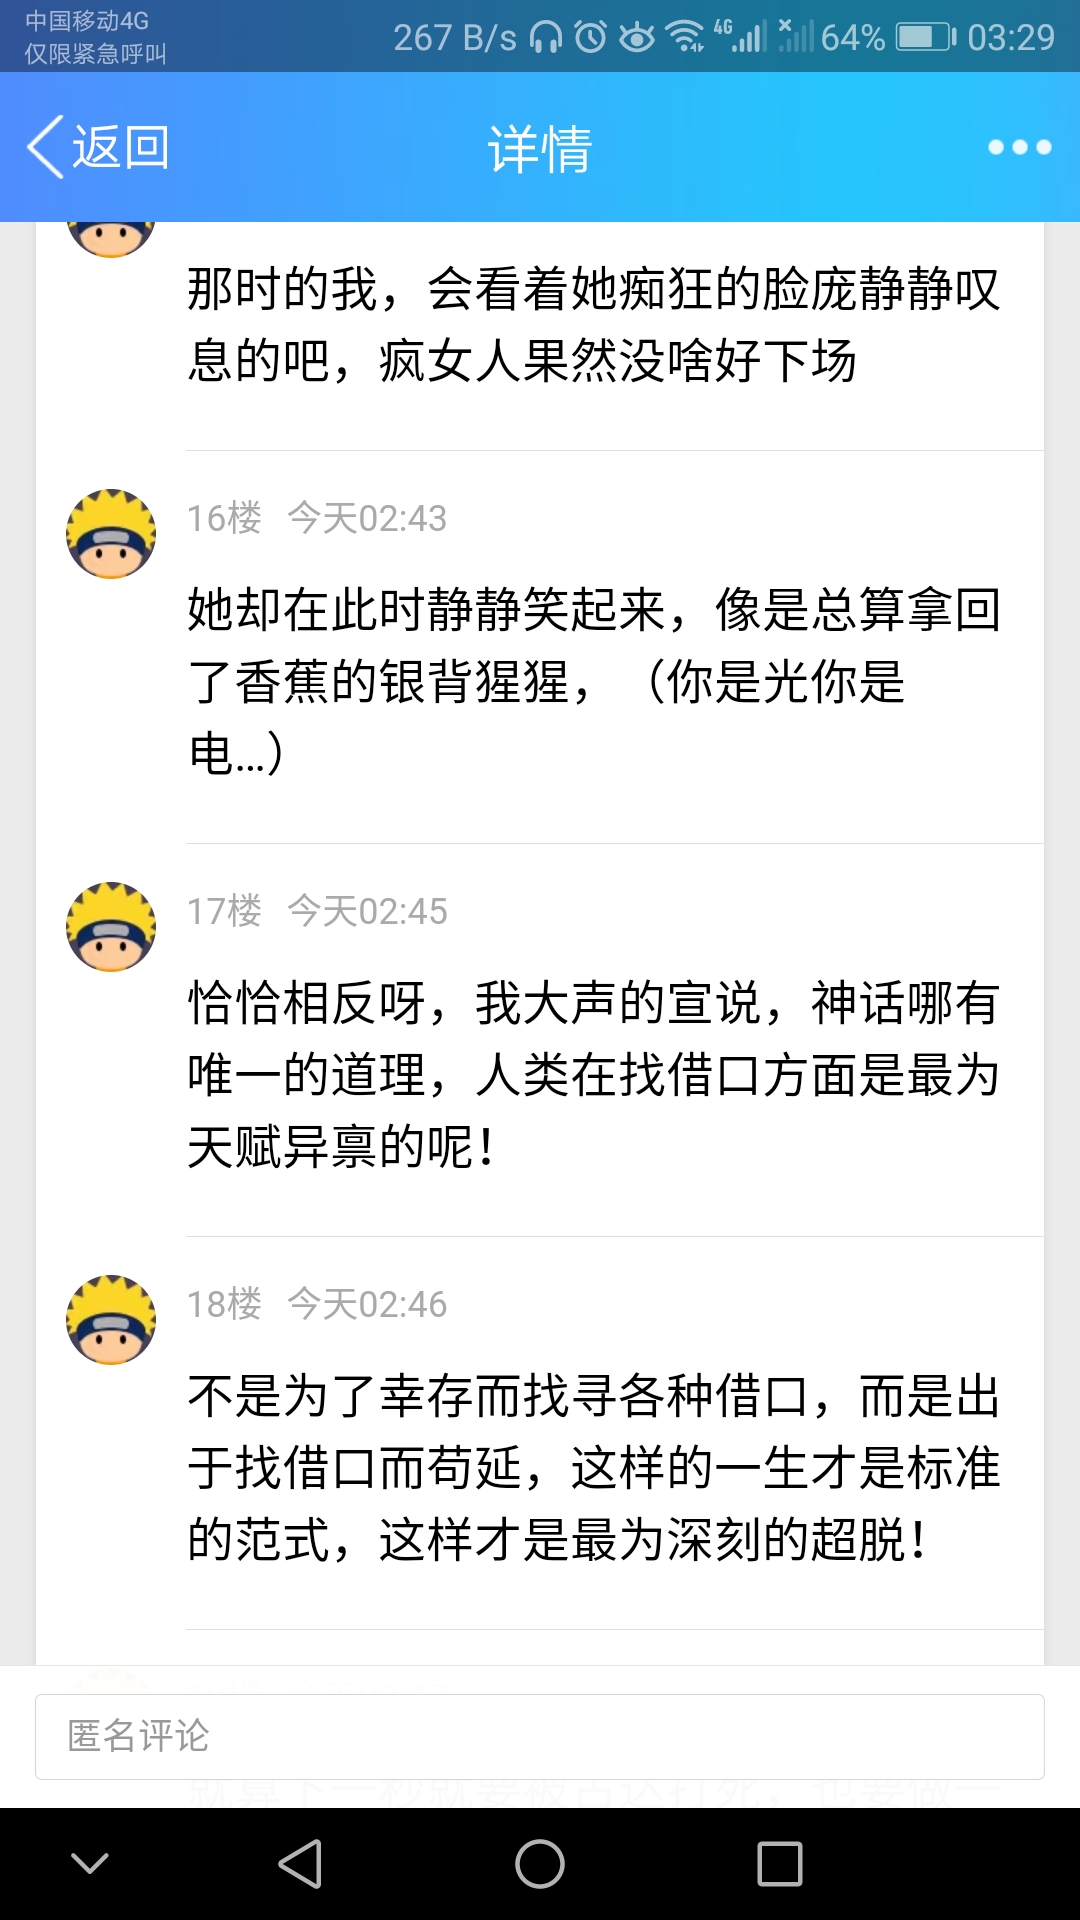 中国移动4G
仅限紧急呼叫
267 B/s
4G
64%
03:29
返回
详情
那时的我，会看着她痴狂的脸庞静静叹
息的吧，疯女人果然没啥好下场
16楼 今天02:43
她却在此时静静笑起来，像是总算拿回
了香蕉的银背猩猩，（你是光你是
电...）
17楼 今天02:45
恰恰相反呀，我大声的宣说，神话哪有
唯一的道理，人类在找借口方面是最为
天赋异禀的呢！
18楼 今天02:46
不是为了幸存而找寻各种借口，而是出
于找借口而苟延，这样的一生才是标准
的范式，这样才是最为深刻的超脱！
匿名评论